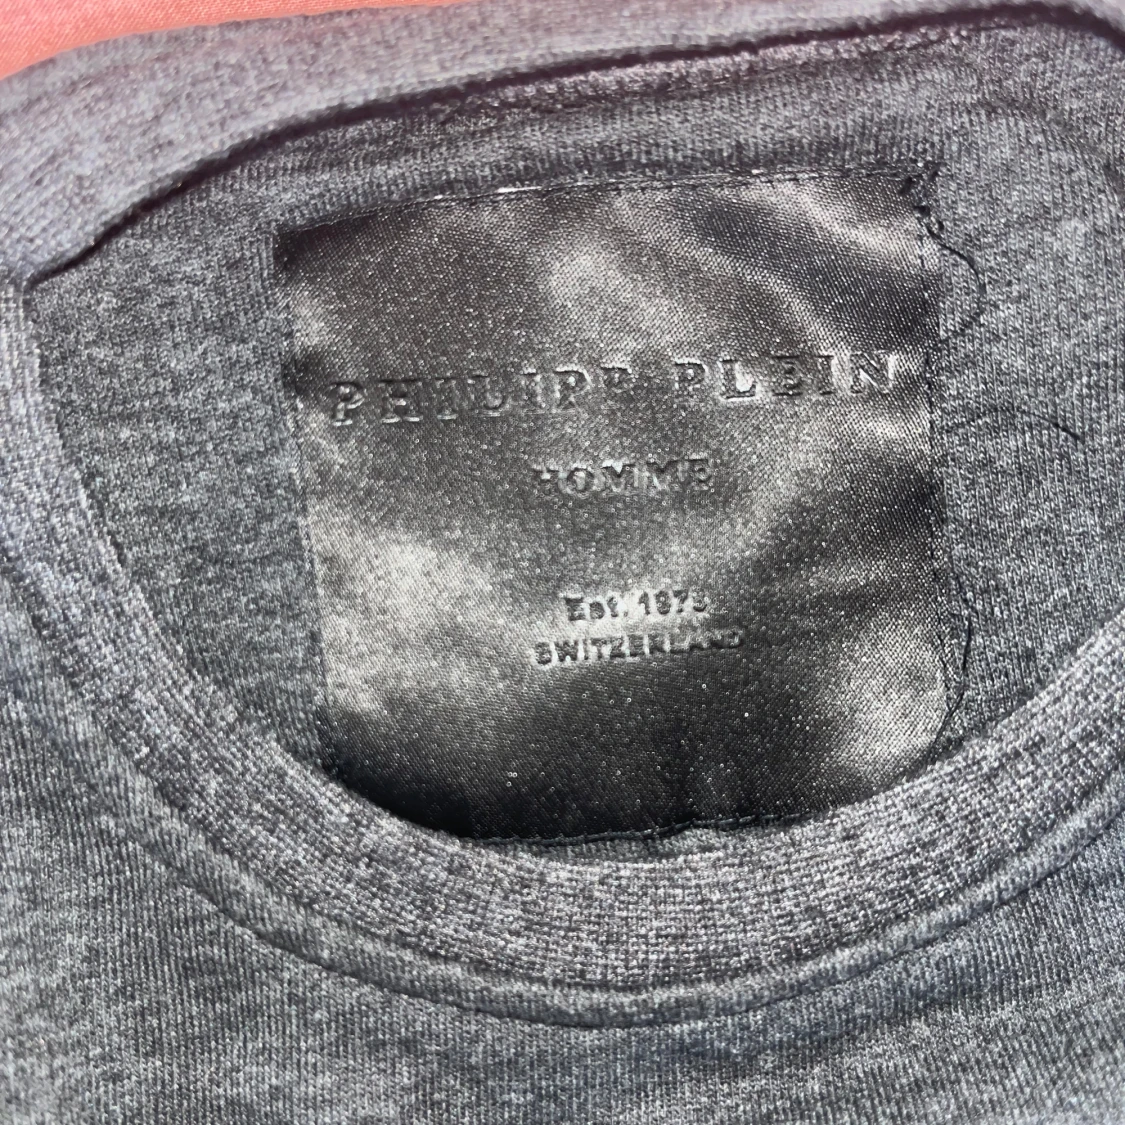 PHILIPP PLEIN
HOMME
Est. 1978
SWITZERLAND